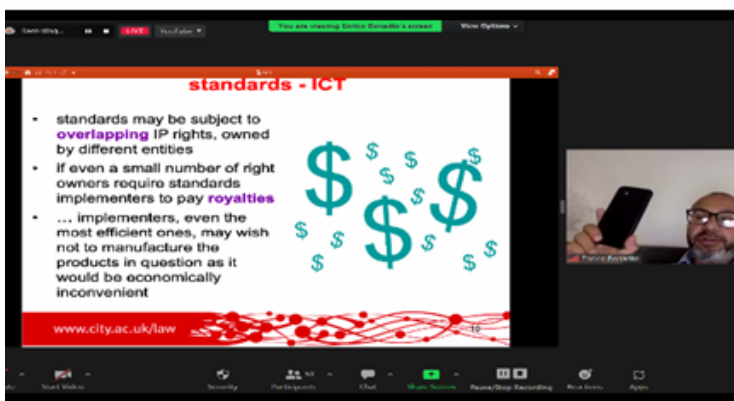 Recording...
LIVE
YouTube
You are viewing Enrico Bonadio's screen
View Options
standards - ICT
• standards may be subject to
overlapping IP rights, owned
by different entities
• if even a small number of right
owners require standards
implementers to pay royalties
• ... implementers, even the
most efficient ones, may wish
not to manufacture the
products in question as it
would be economically
inconvenient
$ $ $ $ $ $ $ $ $ $ $ $
www.city.ac.uk/law
10
Enrico Bonadio
Start Video
Security
Participants
Chat
Share Screen
Pause/Stop Recording
Reactions
Apps